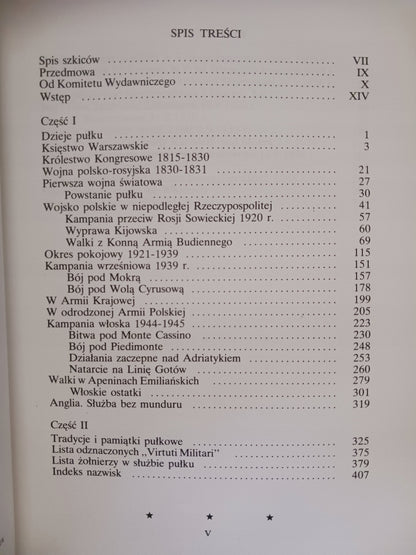 SPIS TREŚCI
Spis szkiców VII
Przedmowa IX
Od Komitetu Wydawniczego X
Wstęp XIV
Część I
Dzieje pułku 1
Księstwo Warszawskie 3
Królestwo Kongresowe 1815-1830
Wojna polsko-rosyjska 1830-1831 21
Pierwsza wojna światowa 27
Powstanie pułku 30
Wojsko polskie w niepodległej Rzeczypospolitej 41
Kampania przeciw Rosji Sowieckiej 1920 r. 57
Wyprawa Kijowska 60
Walki z Konną Armią Budiennego 69
Okres pokojowy 1921-1939 115
Kampania wrześniowa 1939 r. 151
Bój pod Mokrą 157
Bój pod Wolą Cyrusową 178
W Armii Krajowej 199
W odrodzonej Armii Polskiej 205
Kampania włoska 1944-1945 223
Bitwa pod Monte Cassino 230
Bój pod Piedimonte 248
Działania zaczepne nad Adriatykiem 253
Natarcie na Linię Gotów 260
Walki w Apeninach Emiliańskich 279
Włoskie ostatki 301
Anglia. Służba bez munduru 319
Część II
Tradycje i pamiątki pułkowe 325
Lista odznaczonych „Virtuti Militari” 375
Lista żołnierzy w służbie pułku 379
Indeks nazwisk 407
★ ★ ★
V